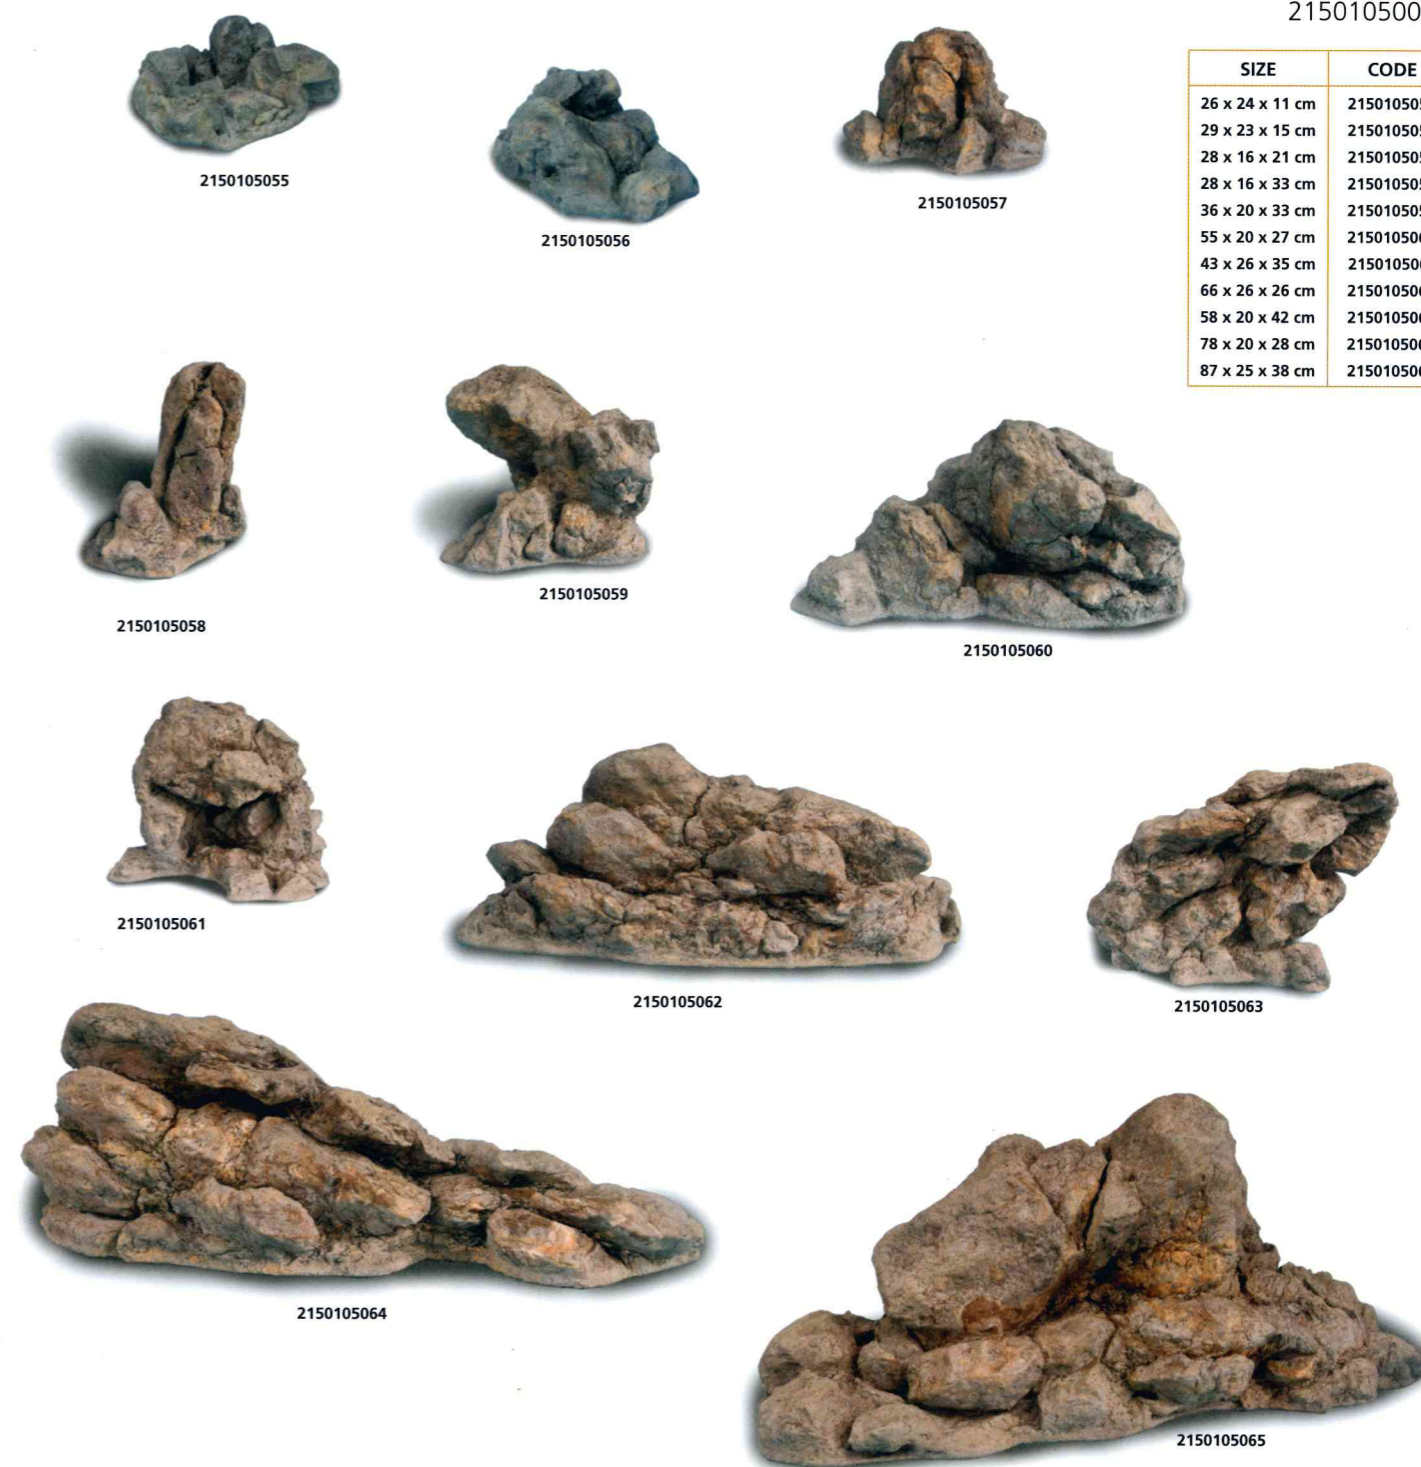 215010500
SIZE CODE
26 x 24 x 11 cm
29 x 23 x 15 cm
28 x 16 x 21 cm
28 x 16 x 33 cm
36 x 20 x 33 cm
55 x 20 x 27 cm
43 x 26 x 35 cm
66 x 26 x 26 cm
58 x 20 x 42 cm
78 x 20 x 28 cm
87 x 25 x 38 cm
2150105055
2150105056
2150105057
2150105058
2150105059
2150105060
2150105061
2150105062
2150105063
2150105064
2150105065